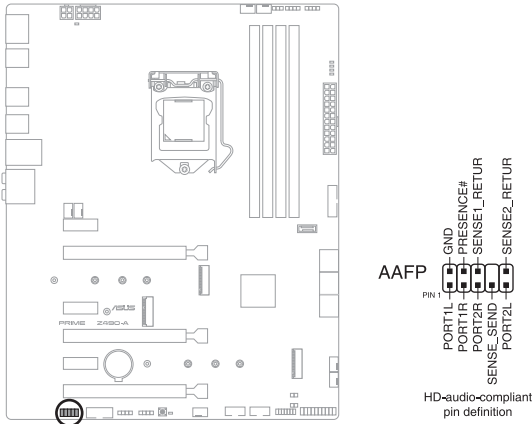 GND
PRESENCE#
SENSE1_RETUR
SENSE2_RETUR
AAFP
PIN 1
PORT1L
PORT1R
PORT2R
SENSE_SEND
PORT2L
HD-audio-compliant
pin definition
/SUS
PRIME Z490-A